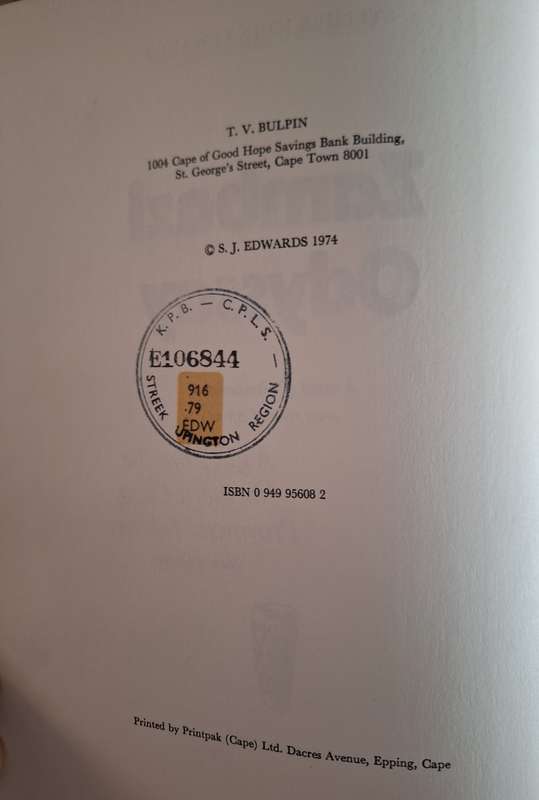 T. V. BULPIN
1004 Cape of Good Hope Savings Bank Building,
St. George's Street, Cape Town 8001
© S. J. EDWARDS 1974
K.P.B. — C.P.L.S. —
E106844
916
.79
EDW
STREEK UPINGTON REGION
ISBN 0 949 95608 2
Printed by Printpak (Cape) Ltd. Dacres Avenue, Epping, Cape
Zambezi
Odyssey